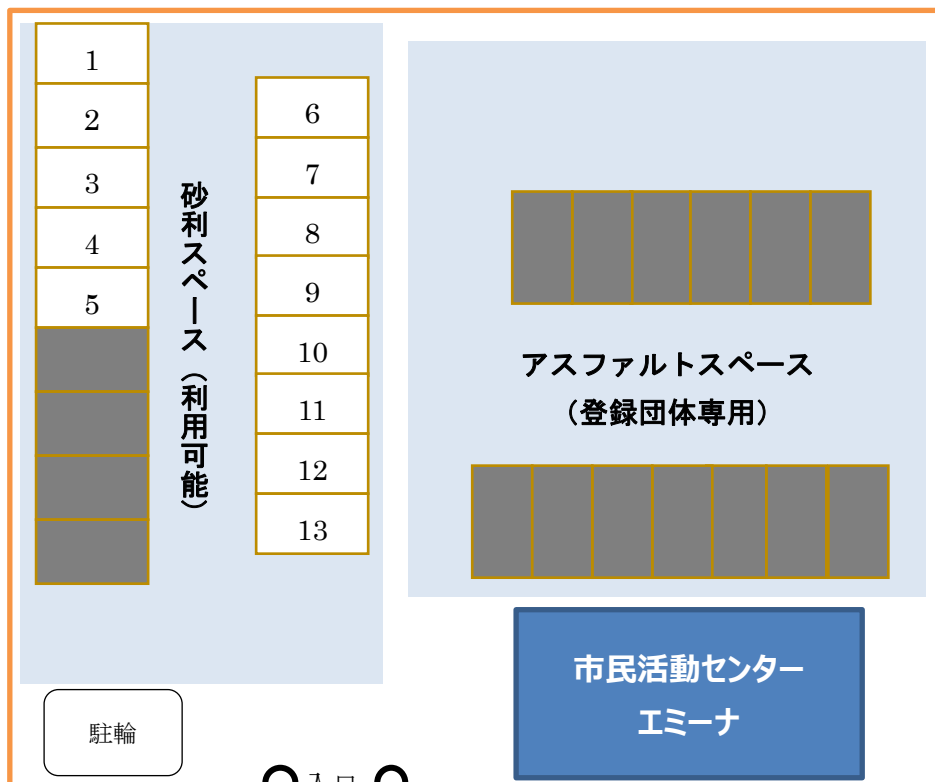 1
2
3
4
5
砂利スペース（利用可能）
6
7
8
9
10
11
12
13
アスファルトスペース
（登録団体専用）
市民活動センター
エミーナ
駐輪
入口